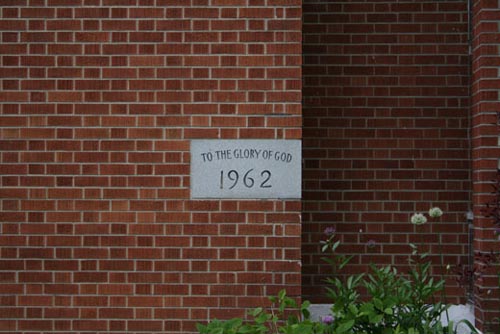 TO THE GLORY OF GOD
1962